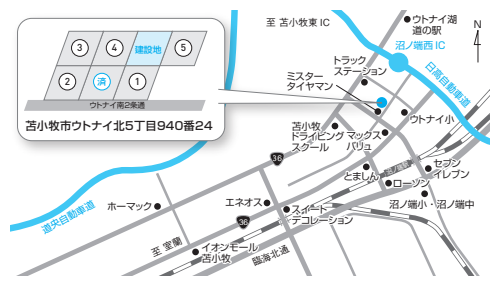 ③
④
建設地
⑤
②
済
①
ウトナイ南2条通
苫小牧市ウトナイ北5丁目940番24
至 苫小牧東IC
ウトナイ湖
道の駅
沼ノ端西IC
N
4
日高自動車道
トラック
ステーション
ミスター
タイヤマン
ウトナイ小
苫小牧
ドライビング
スクール
マックス
バリュ
36
とましん
沼ノ端駅
セブン
イレブン
ローソン
沼ノ端小・沼ノ端中
道央自動車道
ホーマック
エネオス
36
スイート
デコレーション
至 室蘭
イオンモール
苫小牧
臨海北通